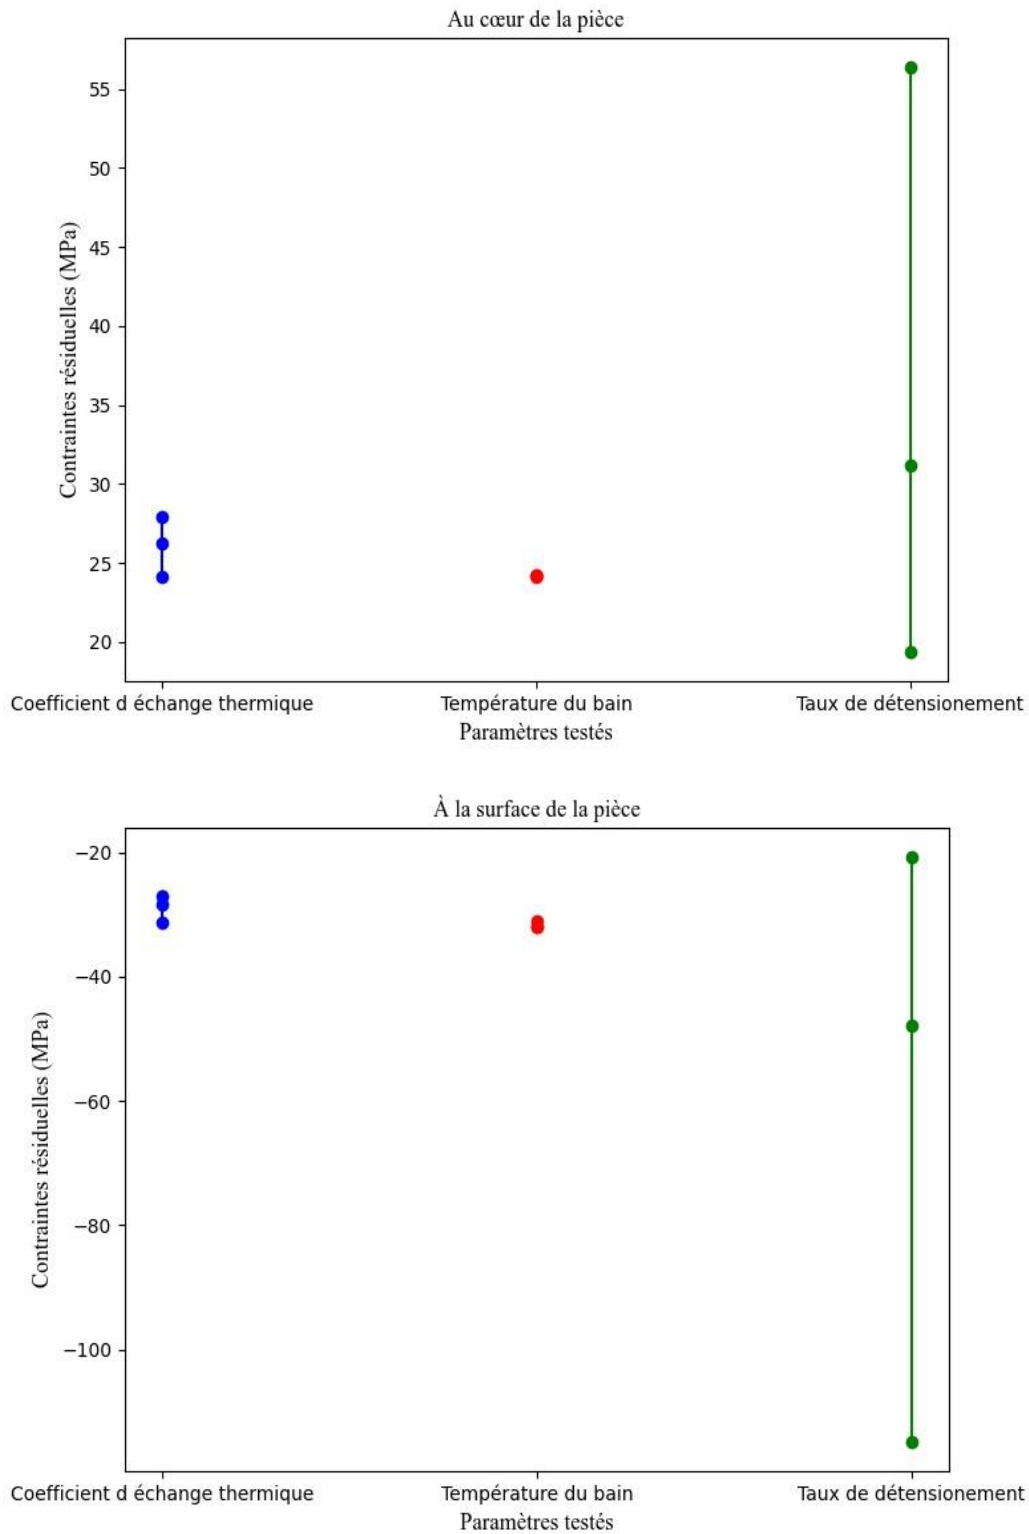 Au cœur de la pièce
55
50
45
40
35
30
25
20
Contraintes résiduelles (MPa)
Coefficient d échange thermique Température du bain Taux de détensionement
Paramètres testés
À la surface de la pièce
−20
−40
−60
−80
−100
Contraintes résiduelles (MPa)
Coefficient d échange thermique Température du bain Taux de détensionement
Paramètres testés